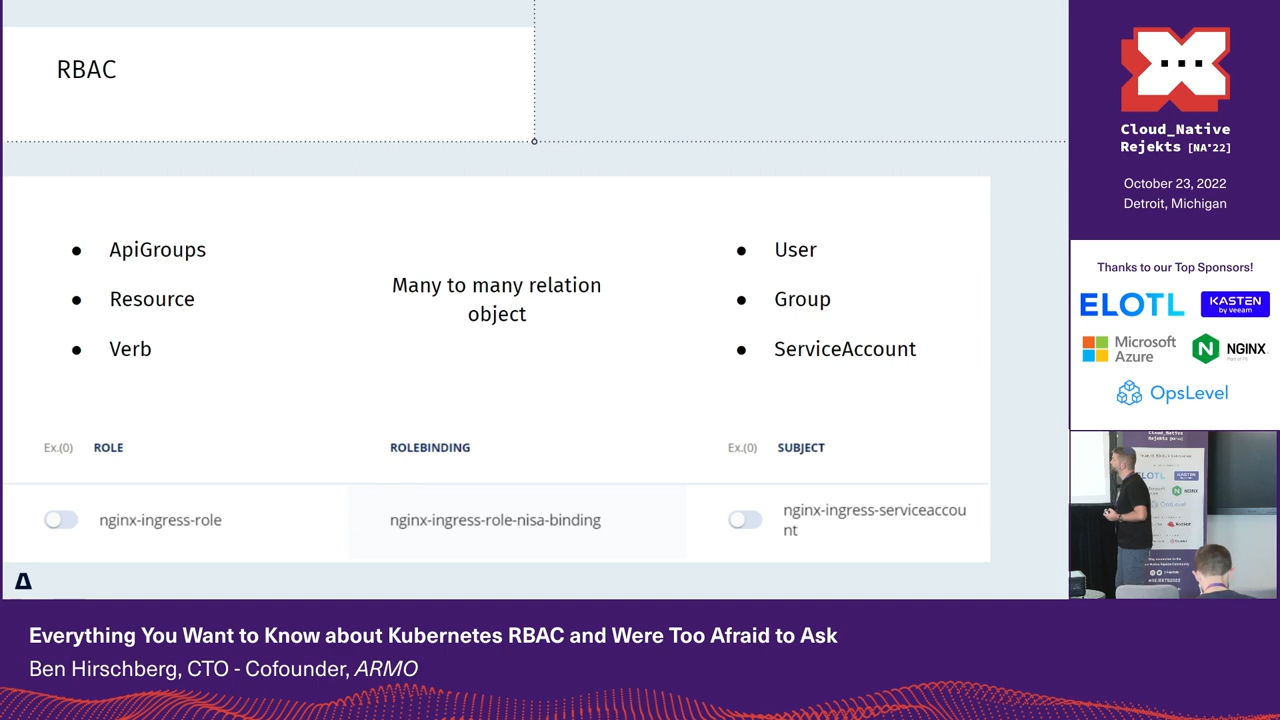 RBAC
ApiGroups
Resource
Verb
Many to many relation
object
User
Group
ServiceAccount
Ex.(0) ROLE
ROLEBINDING
Ex.(0) SUBJECT
nginx-ingress-role
nginx-ingress-role-nisa-binding
nginx-ingress-serviceaccou
nt
Cloud_Native
Rejekts [NA'22]
October 23, 2022
Detroit, Michigan
Thanks to our Top Sponsors!
ELOTL
KASTEN
by Veeam
Microsoft
Azure
NGINX
OpsLevel
Everything You Want to Know about Kubernetes RBAC and Were Too Afraid to Ask
Ben Hirschberg, CTO - Cofounder, ARMO